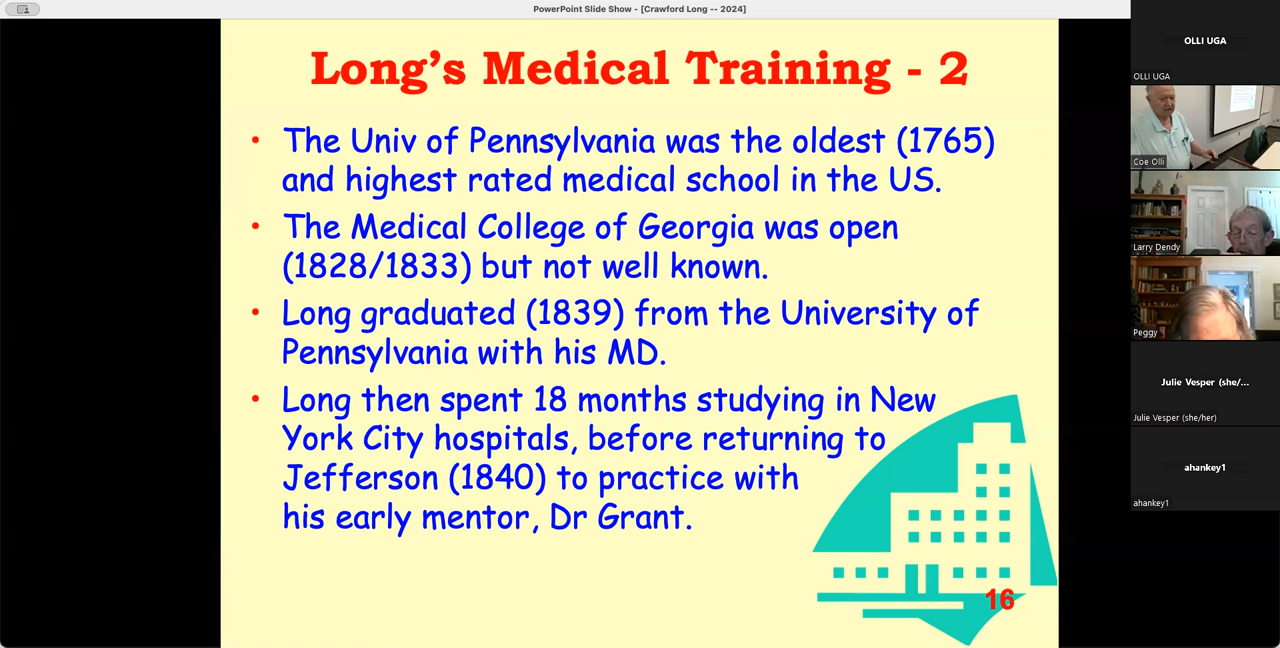 PowerPoint Slide Show - [Crawford Long -- 2024]
Long's Medical Training - 2
• The Univ of Pennsylvania was the oldest (1765)
and highest rated medical school in the US.
• The Medical College of Georgia was open
(1828/1833) but not well known.
• Long graduated (1839) from the University of
Pennsylvania with his MD.
• Long then spent 18 months studying in New
York City hospitals, before returning to
Jefferson (1840) to practice with
his early mentor, Dr Grant.
16
OLLI UGA
OLLI UGA
Coe Olli
Larry Dendy
Peggy
Julie Vesper (she/...
Julie Vesper (she/her)
ahankey1
ahankey1